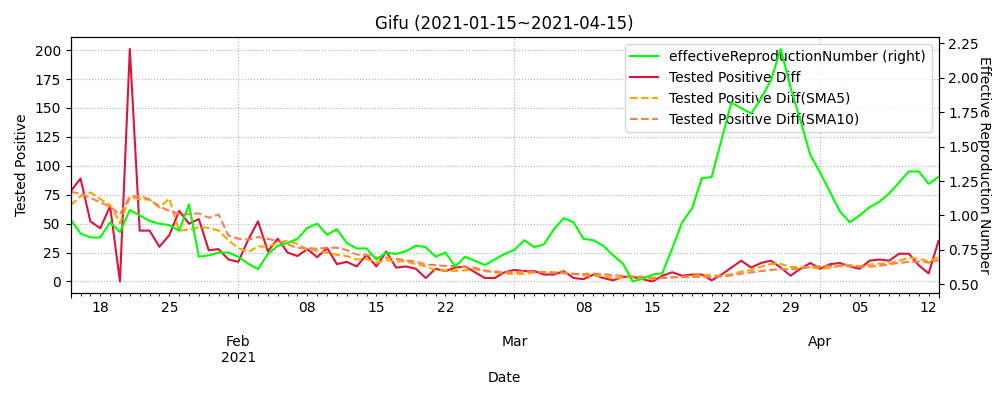 Gifu (2021-01-15~2021-04-15)
effectiveReproductionNumber (right)
Tested Positive Diff
Tested Positive Diff(SMA5)
Tested Positive Diff(SMA10)
Tested Positive
200
175
150
125
100
75
50
25
0
2.25
2.00
1.75
1.50
1.25
1.00
0.75
0.50
Effective Reproduction Number
18 25 08 15 22 08 15 22 29 05 12
Feb Mar Apr
2021
Date